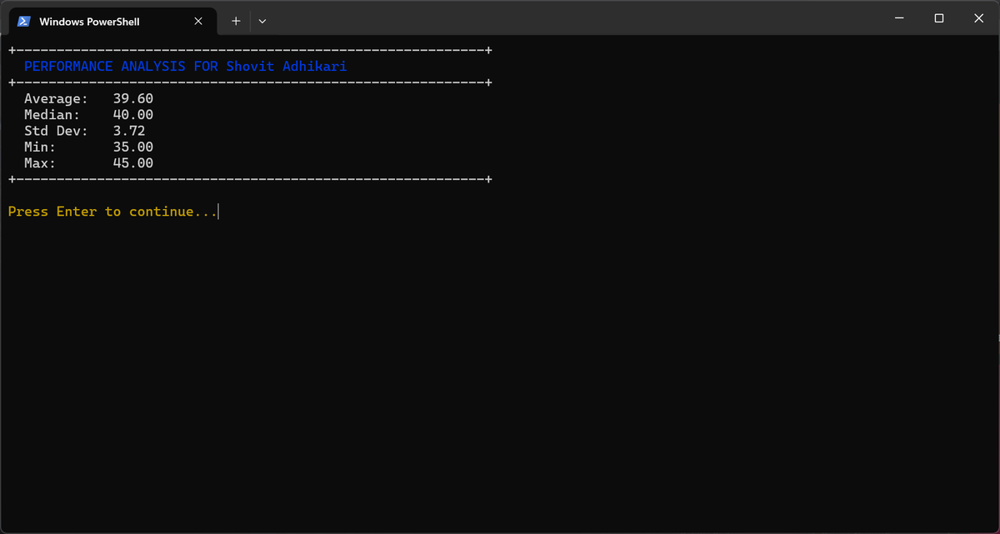 Windows PowerShell
+----------------------------------------------------------+
PERFORMANCE ANALYSIS FOR Shovit Adhikari
+----------------------------------------------------------+
Average:   39.60
Median:    40.00
Std Dev:   3.72
Min:       35.00
Max:       45.00
+----------------------------------------------------------+
Press Enter to continue...